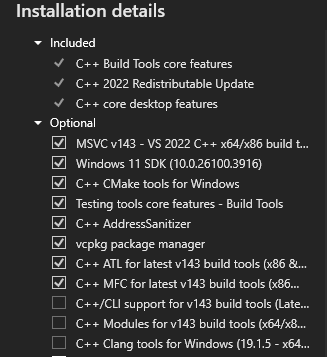 Installation details
Included
C++ Build Tools core features
C++ 2022 Redistributable Update
C++ core desktop features
Optional
MSVC v143 - VS 2022 C++ x64/x86 build t...
Windows 11 SDK (10.0.26100.3916)
C++ CMake tools for Windows
Testing tools core features - Build Tools
C++ AddressSanitizer
vcpkg package manager
C++ ATL for latest v143 build tools (x86 &...
C++ MFC for latest v143 build tools (x86...
C++/CLI support for v143 build tools (Late...
C++ Modules for v143 build tools (x64/x8...
C++ Clang tools for Windows (19.1.5 - x64...